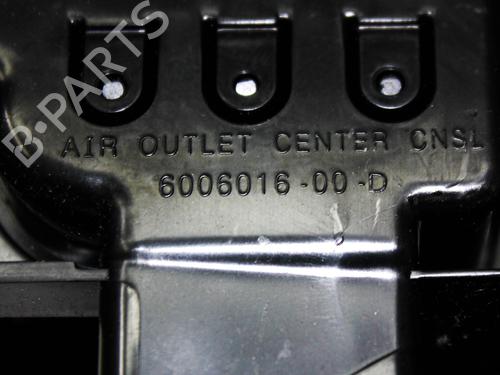 B-PARTS
AIR OUTLET CENTER CNSL
6006016-00-D